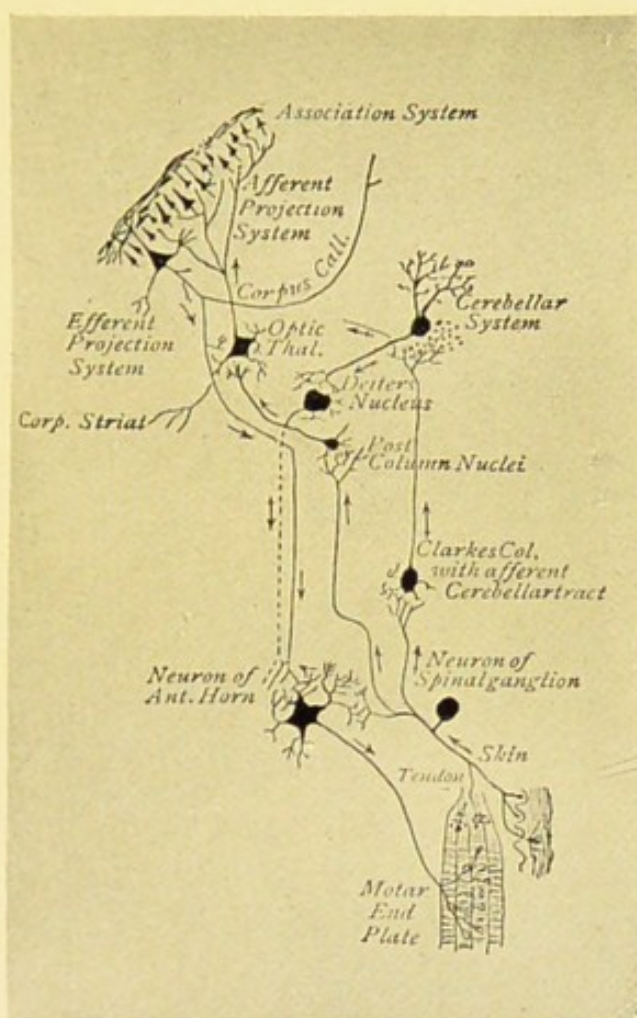 Association System
Afferent
Projection
System
Corpus Call.
Efferent
Projection
System
Optic
Thal.
Cerebellar
System
Deiters
Nucleus
Corp. Striat
Post
Column Nuclei
Clarkes Col,
with afferent
Cerebellartract
Neuron of
Ant. Horn
Neuron of
Spinalganglion
Skin
Tendon
Motar
End
Plate